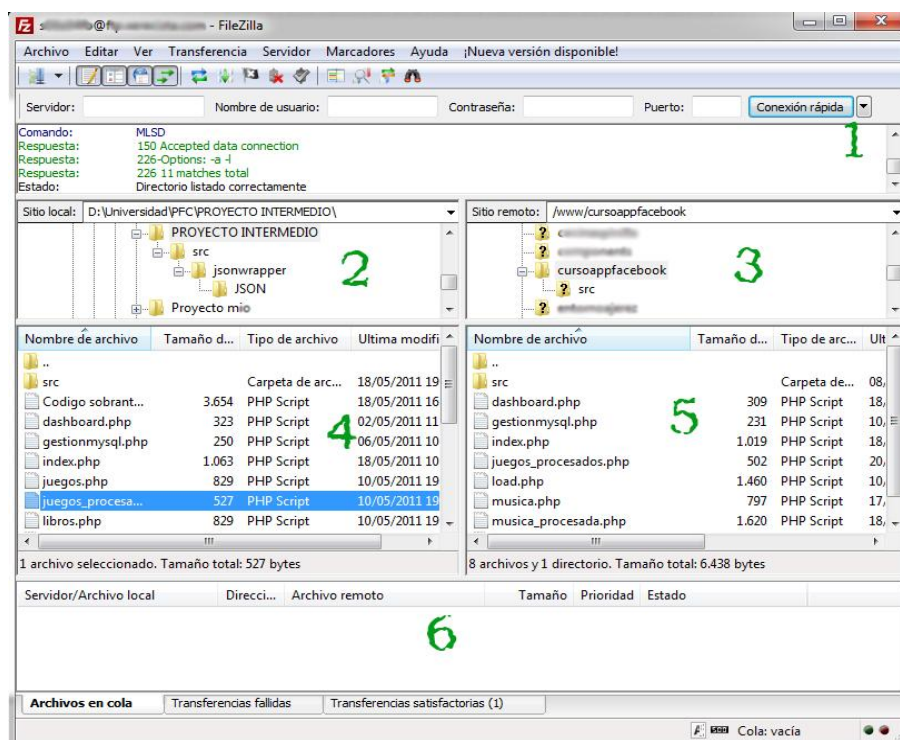 - FileZilla
Archivo Editar Ver Transferencia Servidor Marcadores Ayuda ¡Nueva versión disponible!
Servidor: Nombre de usuario: Contraseña: Puerto: Conexión rápida
1
Comando: MLSD
Respuesta: 150 Accepted data connection
Respuesta: 226-Options: -a -l
Respuesta: 226 11 matches total
Estado: Directorio listado correctamente
Sitio local: D:\Universidad\PFC\PROYECTO INTERMEDIO\
PROYECTO INTERMEDIO
src
jsonwrapper
JSON
Proyecto mio
2
Sitio remoto: /www/cursoappfacebook
cursoappfacebook
src
3
Nombre de archivo Tamaño d... Tipo de archivo Ultima modifi
..
src Carpeta de arc... 18/05/2011 19
Codigo sobrant... 3.654 PHP Script 18/05/2011 16
dashboard.php 323 PHP Script 02/05/2011 11
gestionmysql.php 250 PHP Script 06/05/2011 10
index.php 1.063 PHP Script 18/05/2011 10
juegos.php 829 PHP Script 10/05/2011 19
juegos_procesa... 527 PHP Script 10/05/2011 19
libros.php 829 PHP Script 10/05/2011 19
4
1 archivo seleccionado. Tamaño total: 527 bytes
Nombre de archivo Tamaño d... Tipo de arc... Últ
..
src Carpeta de... 08,
dashboard.php 309 PHP Script 18,
gestionmysql.php 231 PHP Script 10,
index.php 1.019 PHP Script 18,
juegos_procesados.php 502 PHP Script 20,
load.php 1.460 PHP Script 10,
musica.php 797 PHP Script 17,
musica_procesada.php 1.620 PHP Script 18,
5
8 archivos y 1 directorio. Tamaño total: 6.438 bytes
Servidor/Archivo local Direcci... Archivo remoto Tamaño Prioridad Estado
6
Archivos en cola Transferencias fallidas Transferencias satisfactorias (1)
Cola: vacía